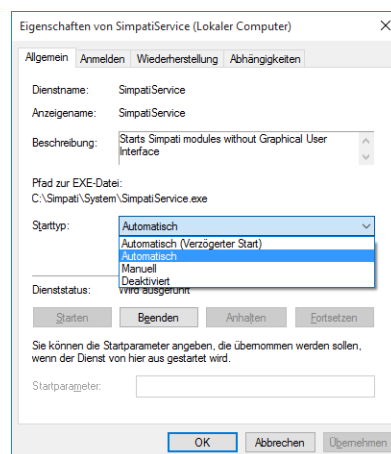 Eigenschaften von SimpatiService (Lokaler Computer)
Allgemein Anmelden Wiederherstellung Abhängigkeiten
Dienstname: SimpatiService
Anzeigename: SimpatiService
Beschreibung: Starts Simpati modules without Graphical User
Interface
Pfad zur EXE-Datei:
C:\Simpati\System\SimpatiService.exe
Starttyp: Automatisch
Automatisch (Verzögerter Start)
Automatisch
Manuell
Deaktiviert
Dienststatus: Wird ausgeführt
Starten Beenden Anhalten Fortsetzen
Sie können die Startparameter angeben, die übernommen werden sollen,
wenn der Dienst von hier aus gestartet wird.
Startparameter:
OK Abbrechen Übernehmen